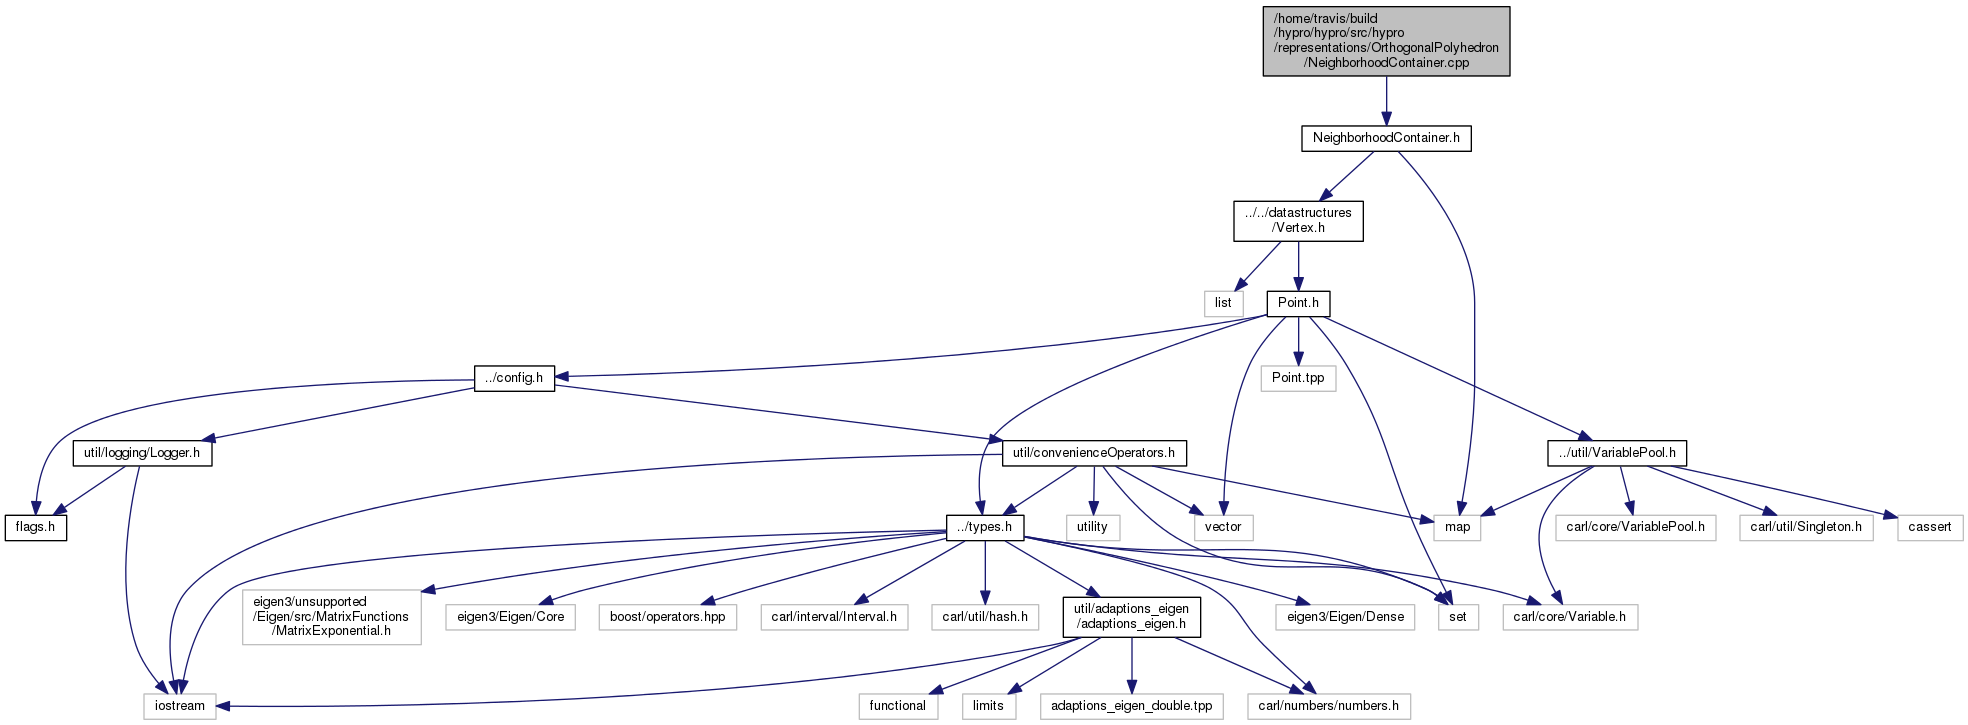 /home/travis/build
/hypro/hypro/src/hypro
/representations/OrthogonalPolyhedron
/NeighborhoodContainer.cpp
NeighborhoodContainer.h
../../datastructures
/Vertex.h
list
Point.h
../config.h
Point.tpp
util/logging/Logger.h
util/convenienceOperators.h
../util/VariablePool.h
flags.h
../types.h
utility
vector
map
carl/core/VariablePool.h
carl/util/Singleton.h
cassert
eigen3/unsupported
/Eigen/src/MatrixFunctions
/MatrixExponential.h
eigen3/Eigen/Core
boost/operators.hpp
carl/interval/Interval.h
carl/util/hash.h
util/adaptions_eigen
/adaptions_eigen.h
eigen3/Eigen/Dense
set
carl/core/Variable.h
iostream
functional
limits
adaptions_eigen_double.tpp
carl/numbers/numbers.h